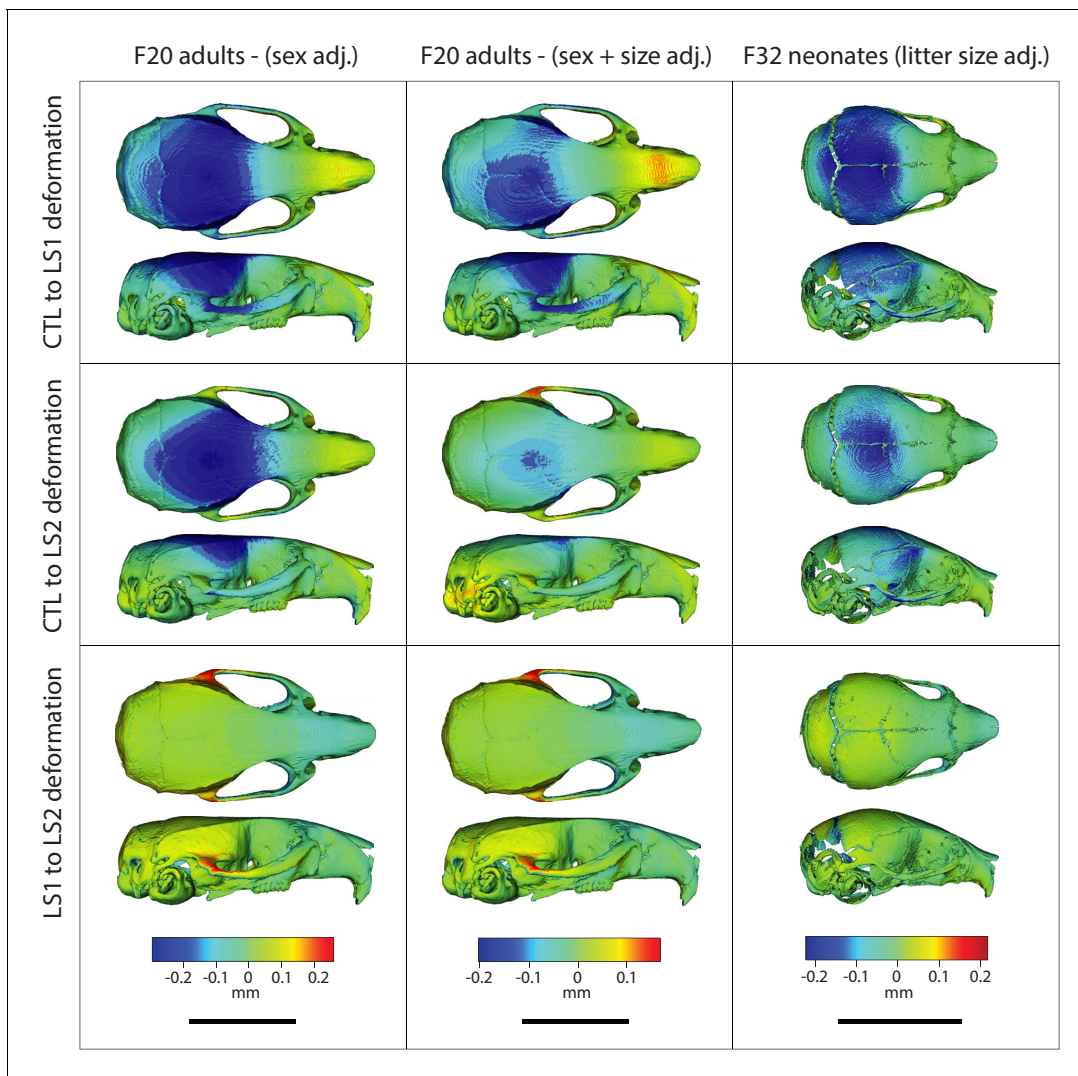 F20 adults - (sex adj.)
F20 adults - (sex + size adj.)
F32 neonates (litter size adj.)
CTL to LS1 deformation
CTL to LS2 deformation
LS1 to LS2 deformation
-0.2 -0.1 0 0.1 0.2
mm
-0.2 -0.1 0 0.1
mm
-0.2 -0.1 0 0.1 0.2
mm